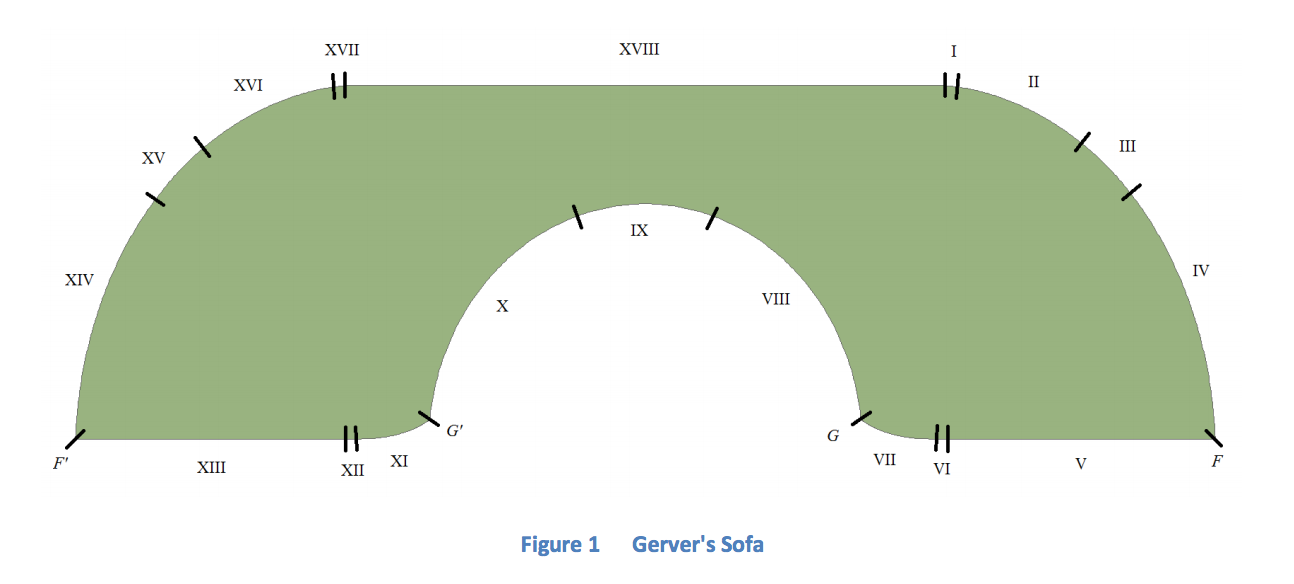 XVII XVIII I
XVI II
XV III
IX
XIV IV
X VIII
F' G' G F
XIII XII XI VII VI V
Figure 1 Gerver's Sofa